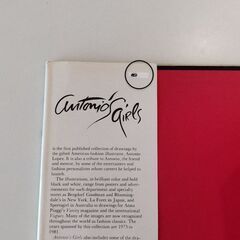 Antonio's Girls
is the first published collection of drawings by
the gifted American fashion illustrator, Antonio
Lopez. It is also a tribute to Antonio, the friend
and mentor, by some of the entertainers and
fashion personalities whose careers he helped to
launch.
The illustrations, in brilliant color and bold
black and white, range from posters and adver-
tisements for such department and specialty
stores as Bergdorf Goodman and Blooming-
dale's in New York, La Foret in Japan, and
Sportsgirl in Australia to drawings for Anna
Piaggi's Vanity magazine and the international
Vogues. Many of the images are now recognized
throughout the world as fashion classics. The
years spanned by this collection are 1973 to
1981.
Antonio's Girls also includes some of the dra-